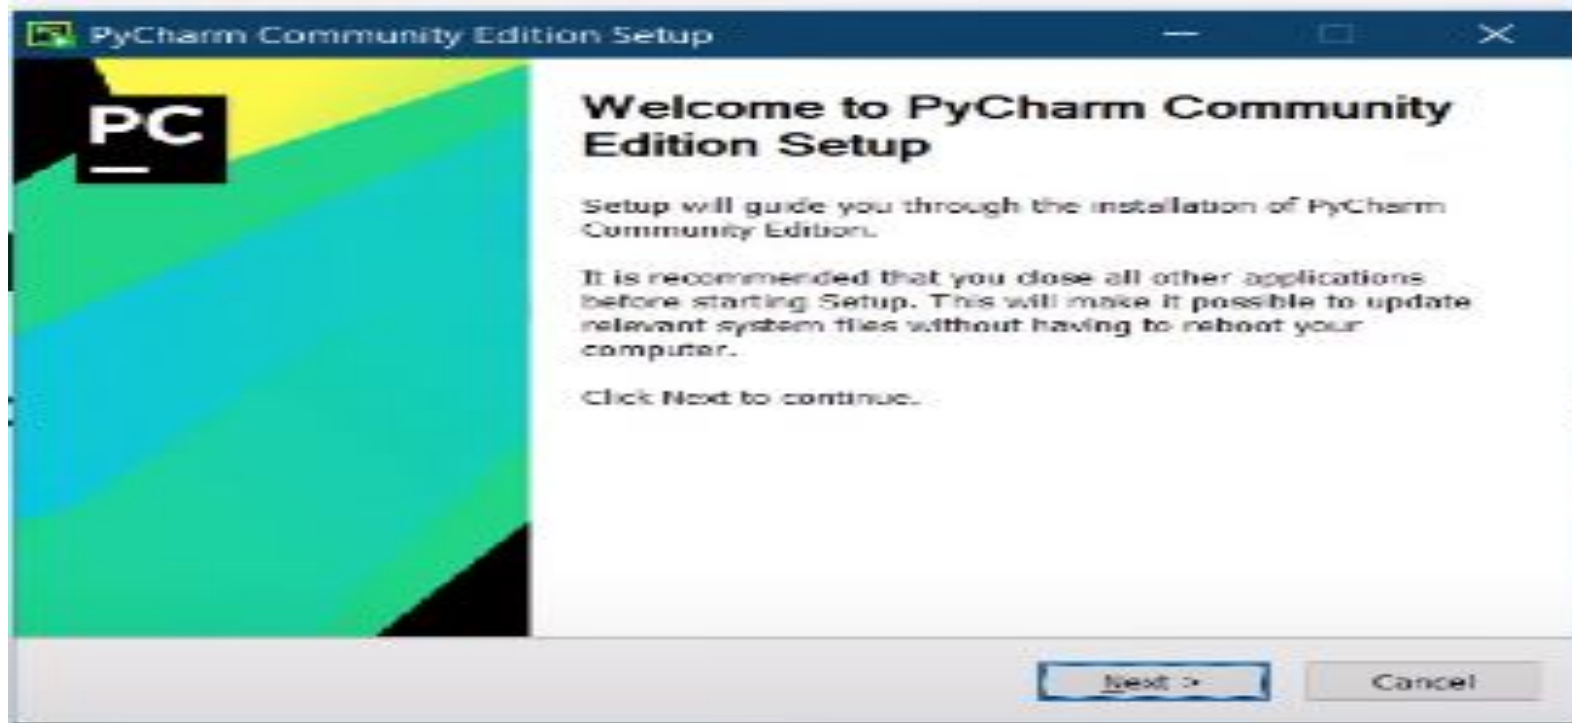 PyCharm Community Edition Setup
PC
Welcome to PyCharm Community
Edition Setup
Setup will guide you through the installation of PyCharm
Community Edition.
It is recommended that you close all other applications
before starting Setup. This will make it possible to update
relevant system files without having to reboot your
computer.
Click Next to continue.
Next >
Cancel